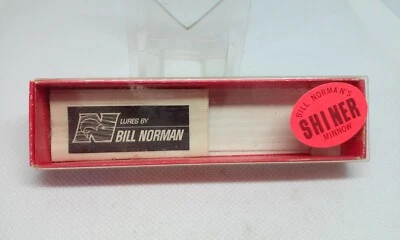 LURES BY
BILL NORMAN
BILL NORMAN'S
SHINER
MINNOW